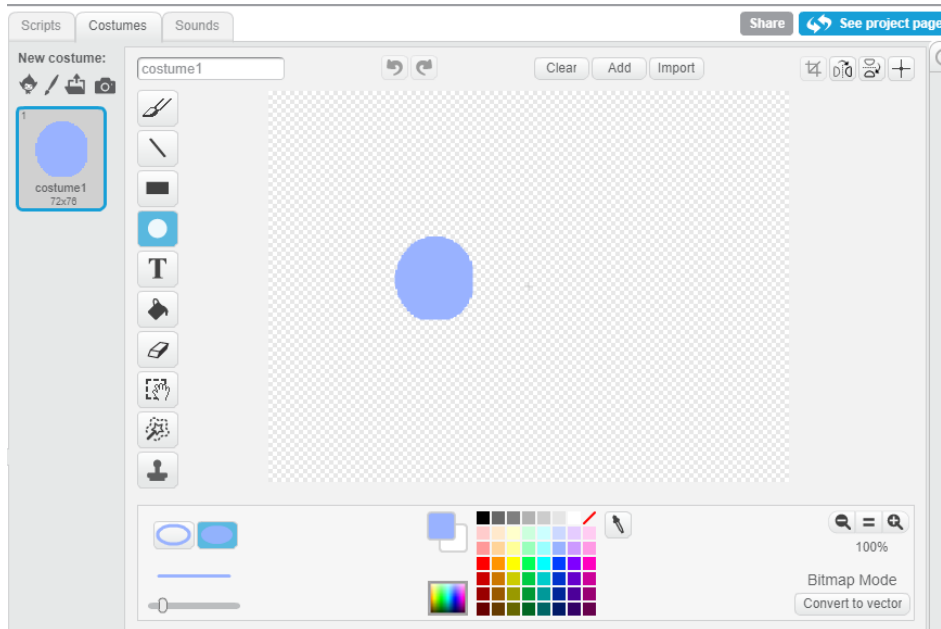 Scripts Costumes Sounds Share See project page
New costume:
costume1 Clear Add Import
1
costume1
72x76
T
100%
Bitmap Mode
Convert to vector